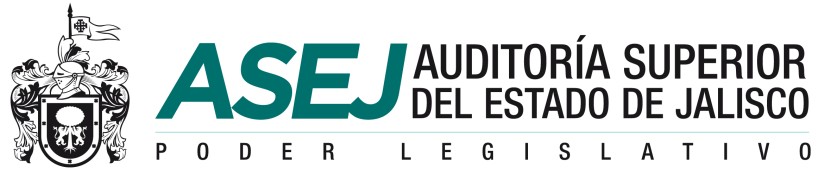 ASEJ
AUDITORÍA SUPERIOR
DEL ESTADO DE JALISCO
PODER LEGISLATIVO